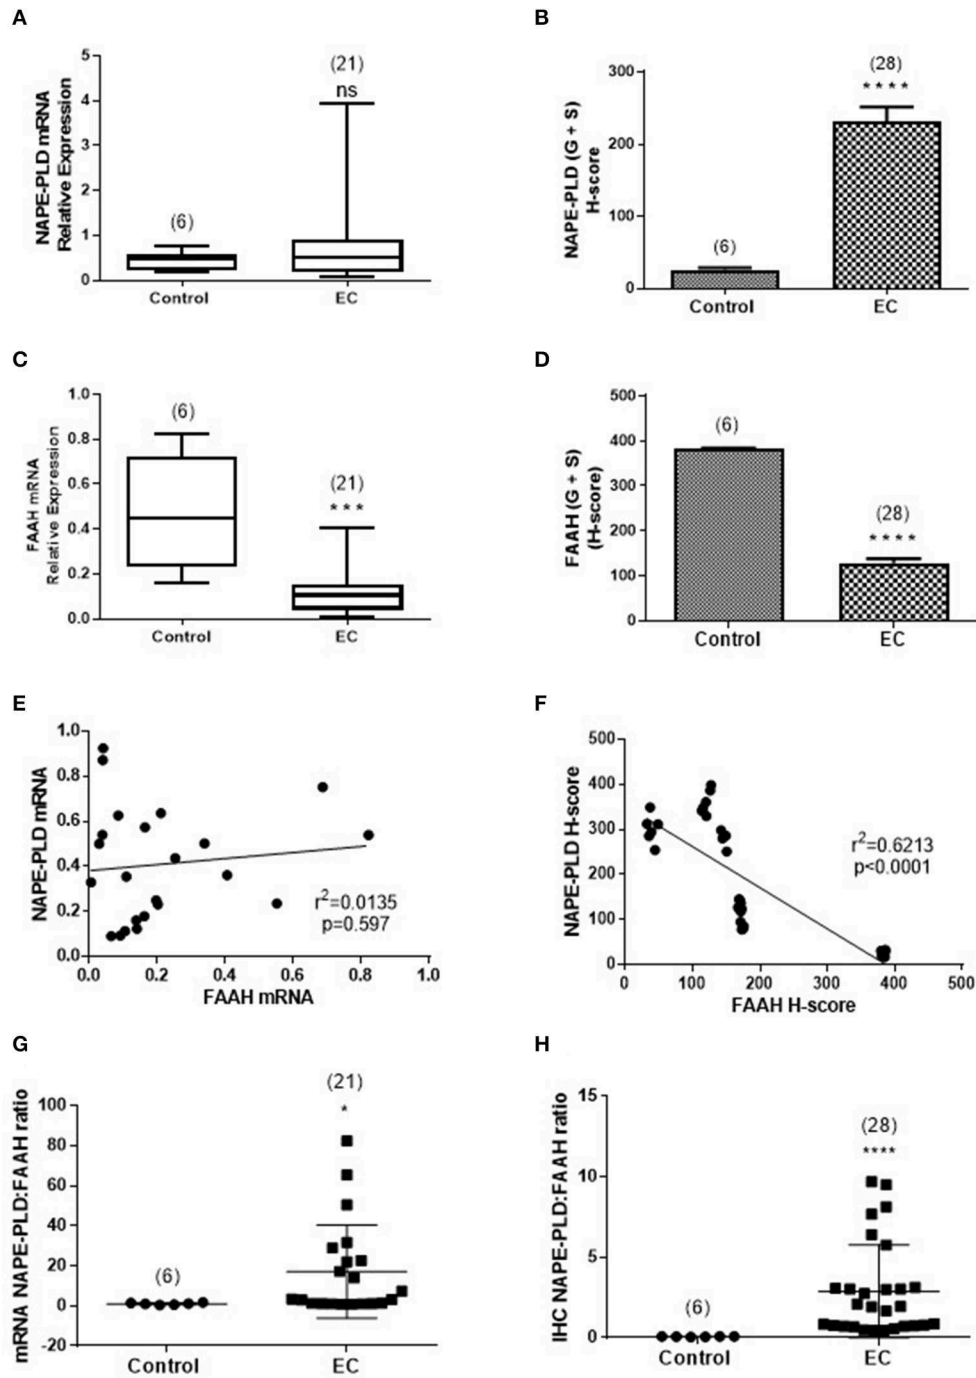 A
NAPE-PLD mRNA
Relative Expression
5
4
3
2
1
0
(6)
(21)
ns
Control
EC
B
NAPE-PLD (G + S)
H-score
300
200
100
0
(6)
(28)
****
Control
EC
C
FAAH mRNA
Relative Expression
1.0
0.8
0.6
0.4
0.2
0.0
(6)
(21)
***
Control
EC
D
FAAH (G + S)
(H-score)
500
400
300
200
100
0
(6)
(28)
****
Control
EC
E
NAPE-PLD mRNA
1.0
0.8
0.6
0.4
0.2
0.0
r²=0.0135
p=0.597
0.0 0.2 0.4 0.6 0.8 1.0
FAAH mRNA
F
NAPE-PLD H-score
500
400
300
200
100
0
r²=0.6213
p<0.0001
0 100 200 300 400 500
FAAH H-score
G
mRNA NAPE-PLD:FAAH ratio
100
80
60
40
20
0
-20
(6)
(21)
*
Control
EC
H
IHC NAPE-PLD:FAAH ratio
15
10
5
0
(6)
(28)
****
Control
EC